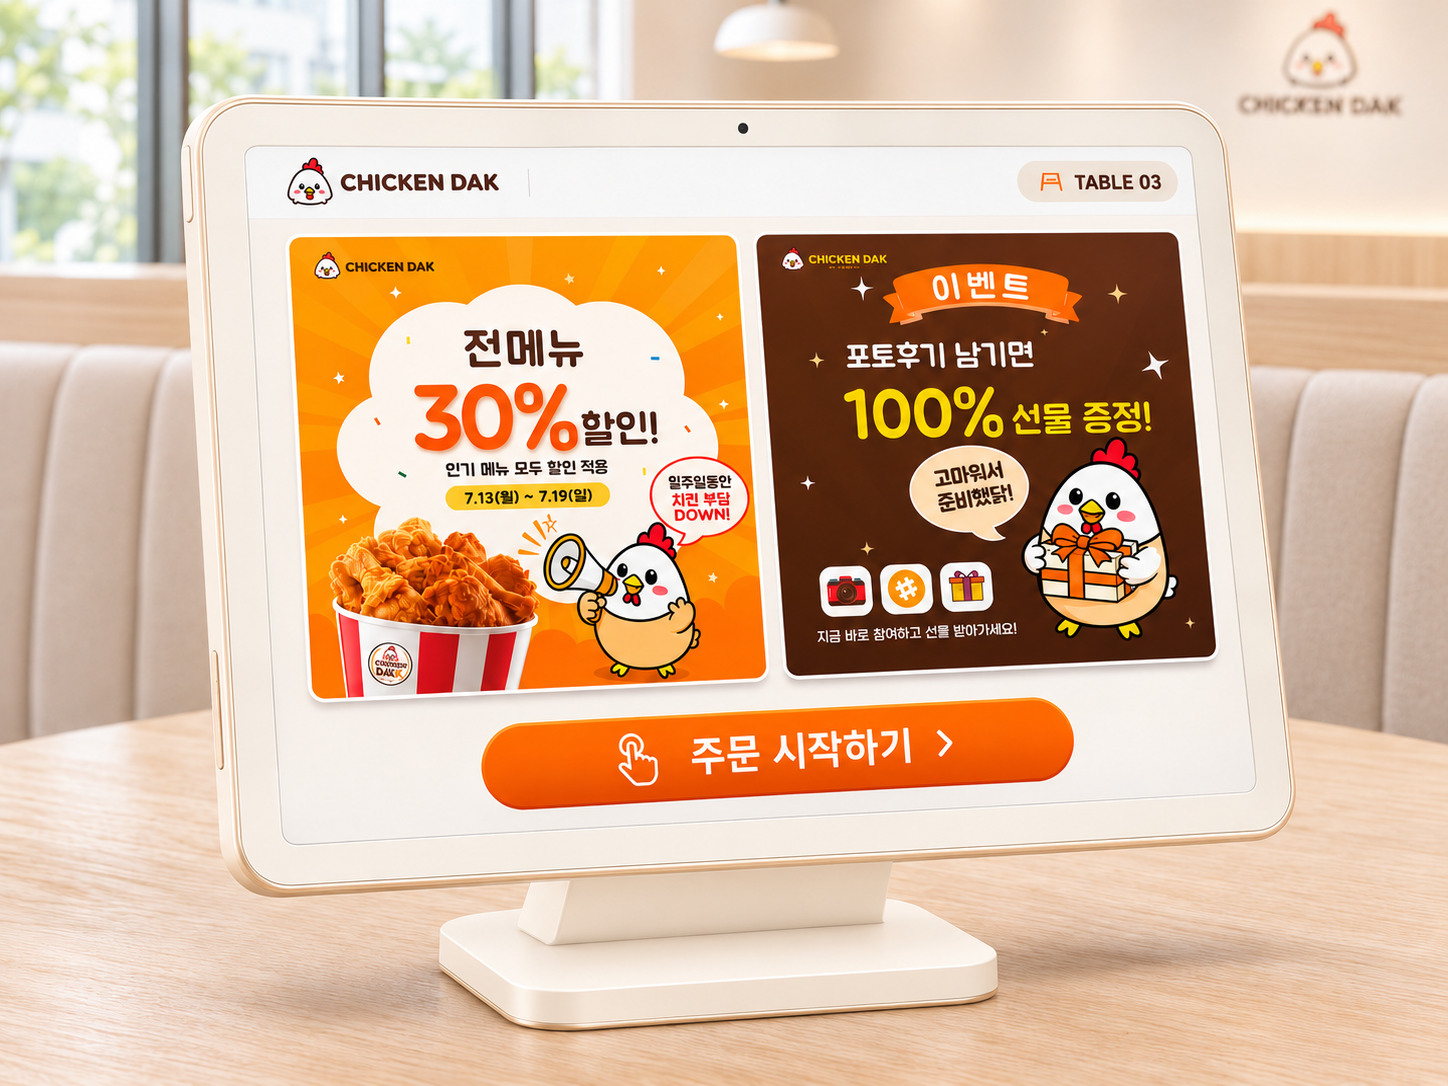 CHICKEN DAK
CHICKEN DAK
TABLE 03
CHICKEN DAK
전메뉴
30% 할인!
인기 메뉴 모두 할인 적용
7.13(월) ~ 7.19(일)
일주일동안
치킨 부담
DOWN!
CHICKEN DAK
이벤트
포토후기 남기면
100% 선물 증정!
고마워서
준비했닭!
#
지금 바로 참여하고 선물 받아가세요!
주문 시작하기 >